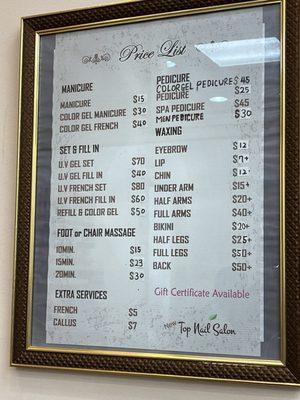 Price List
MANICURE
MANICURE $15
COLOR GEL MANICURE $30
COLOR GEL FRENCH $40
SET & FILL IN
U.V GEL SET $70
U.V GEL FILL IN $40
U.V FRENCH SET $80
U.V FRENCH FILL IN $60
REFILL & COLOR GEL $50
FOOT or CHAIR MASSAGE
10MIN. $15
15MIN. $23
20MIN. $30
EXTRA SERVICES
FRENCH $5
CALLUS $7
PEDICURE
COLORGEL PEDICURE $45
PEDICURE $25
SPA PEDICURE $45
MEN PEDICURE $30
WAXING
EYEBROW $12
LIP $7+
CHIN $12
UNDER ARM $15+
HALF ARMS $20+
FULL ARMS $40+
BIKINI $20+
HALF LEGS $25+
FULL LEGS $50+
BACK $50+
Gift Certificate Available
New Top Nail Salon